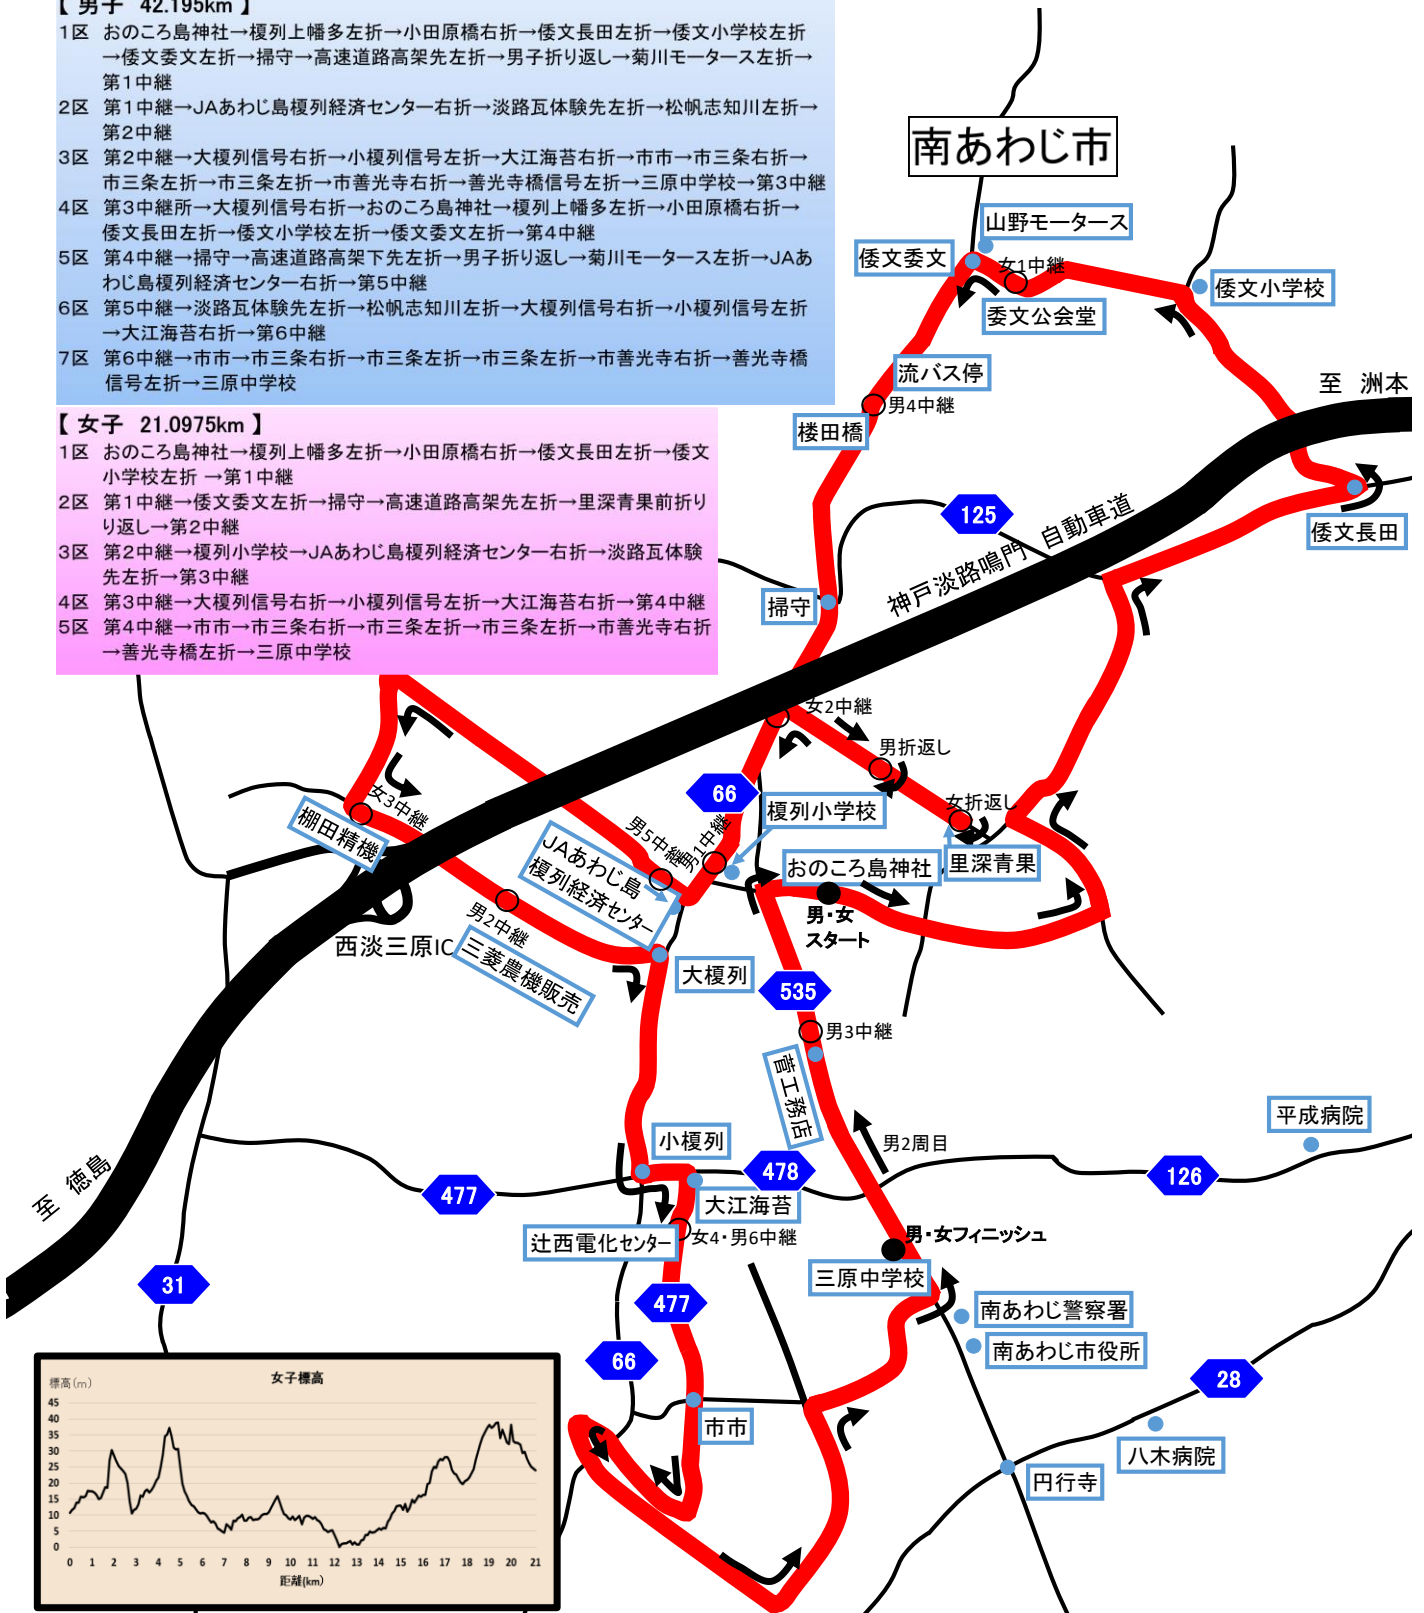 【 男子　42.195km 】
1区　おのころ島神社→榎列上幡多左折→小田原橋右折→倭文長田左折→倭文小学校左折
→倭文委文左折→掃守→高速道路高架先左折→男子折り返し→菊川モータース左折→
第1中継
2区　第1中継→JAあわじ島榎列経済センター右折→淡路瓦体験先左折→松帆志知川左折→
第2中継
3区　第2中継→大榎列信号右折→小榎列信号左折→大江海苔右折→市市→市三条右折→
市三条左折→市三条左折→市善光寺右折→善光寺橋信号左折→三原中学校→第3中継
4区　第3中継所→大榎列信号右折→おのころ島神社→榎列上幡多左折→小田原橋右折→
倭文長田左折→倭文小学校左折→倭文委文左折→第4中継
5区　第4中継→掃守→高速道路高架下先左折→男子折り返し→菊川モータース左折→JAあ
わじ島榎列経済センター右折→第5中継
6区　第5中継→淡路瓦体験先左折→松帆志知川左折→大榎列信号右折→小榎列信号左折
→大江海苔右折→第6中継
7区　第6中継→市市→市三条右折→市三条左折→市三条左折→市善光寺右折→善光寺橋
信号左折→三原中学校
【 女子　21.0975km 】
1区　おのころ島神社→榎列上幡多左折→小田原橋右折→倭文長田左折→倭文
小学校左折 →第1中継
2区　第1中継→倭文委文左折→掃守→高速道路高架先左折→里深青果前折り
り返し→第2中継
3区　第2中継→榎列小学校→JAあわじ島榎列経済センター右折→淡路瓦体験
先左折→第3中継
4区　第3中継→大榎列信号右折→小榎列信号左折→大江海苔右折→第4中継
5区　第4中継→市市→市三条右折→市三条左折→市三条左折→市善光寺右折
→善光寺橋左折→三原中学校
南あわじ市
山野モータース
倭文委文
女1中継
倭文小学校
委文公会堂
流バス停
至　洲本
男4中継
楼田橋
125
倭文長田
神戸淡路鳴門　自動車道
掃守
女2中継
男折返し
66
女3中継
榎列小学校
女折返し
棚田精機
男5中継
男1中継
JAあわじ島
榎列経済センター
おのころ島神社
里深青果
男・女
スタート
男2中継
西淡三原IC
三菱農機販売
大榎列
535
男3中継
菅工務店
平成病院
小榎列
男2周目
478
126
至　徳島
477
大江海苔
辻西電化センター
女4・男6中継
男・女フィニッシュ
三原中学校
31
477
南あわじ警察署
南あわじ市役所
66
28
市市
八木病院
円行寺
女子標高
標高(m)
45
40
35
30
25
20
15
10
5
0
0 1 2 3 4 5 6 7 8 9 10 11 12 13 14 15 16 17 18 19 20 21
距離(km)